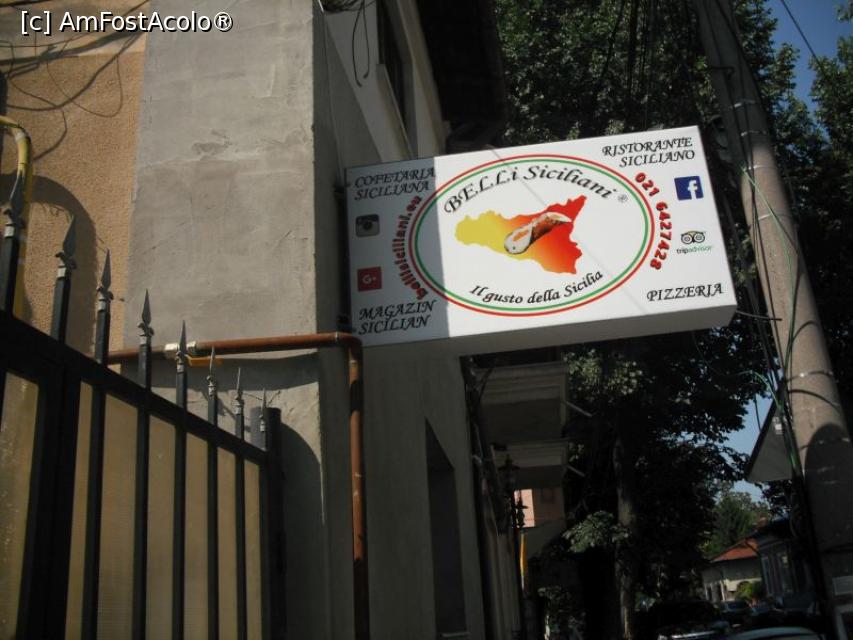 [c] AmFostAcolo®
COFETARIA
SICILIANA
RISTORANTE
SICILIANO
BELLi Siciliani ®
bellisiciliani.eu
021 6427428
tripadvisor
G+
Il gusto della Sicilia
MAGAZIN
SICILIAN
PIZZERIA